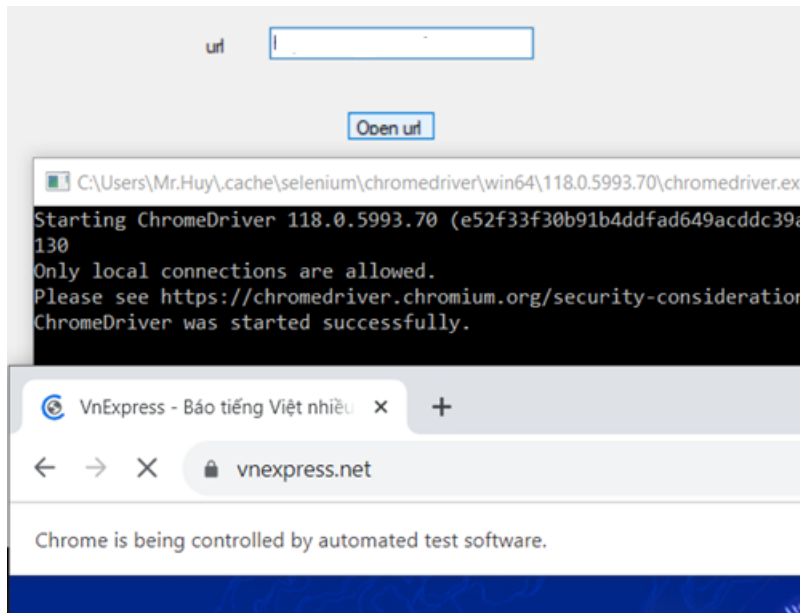 url
Open url
C:\Users\Mr.Huy\.cache\selenium\chromedriver\win64\118.0.5993.70\chromedriver.ex
Starting ChromeDriver 118.0.5993.70 (e52f33f30b91b4ddfad649acddc39a
130
Only local connections are allowed.
Please see https://chromedriver.chromium.org/security-consideration
ChromeDriver was started successfully.
VnExpress - Báo tiếng Việt nhiều
vnexpress.net
Chrome is being controlled by automated test software.